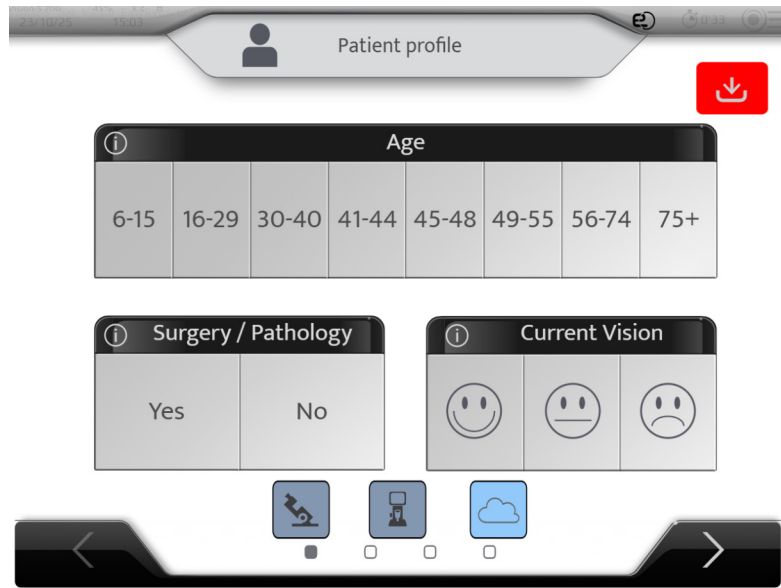 23/10/25 15:03
0:33
Patient profile
Age
6-15 16-29 30-40 41-44 45-48 49-55 56-74 75+
Surgery / Pathology
Current Vision
Yes No